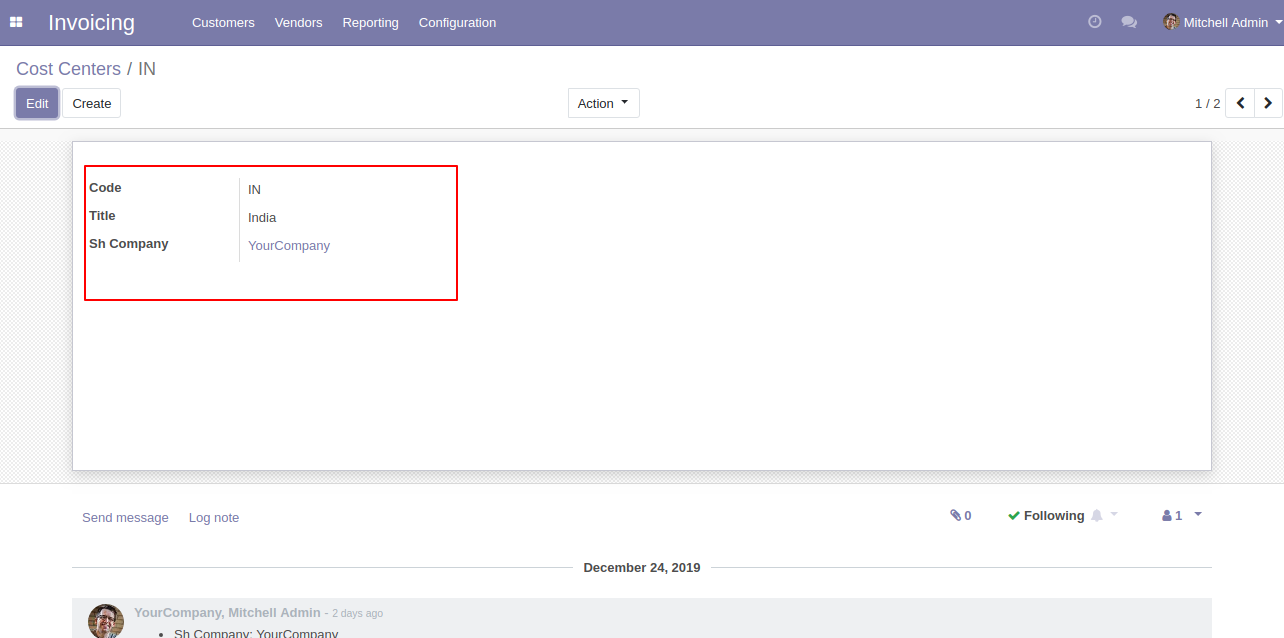 Invoicing Customers Vendors Reporting Configuration Mitchell Admin
Cost Centers / IN
Edit Create Action 1 / 2
Code IN
Title India
Sh Company YourCompany
Send message Log note 0 Following 1
December 24, 2019
YourCompany, Mitchell Admin - 2 days ago
• Sh Company: YourCompany